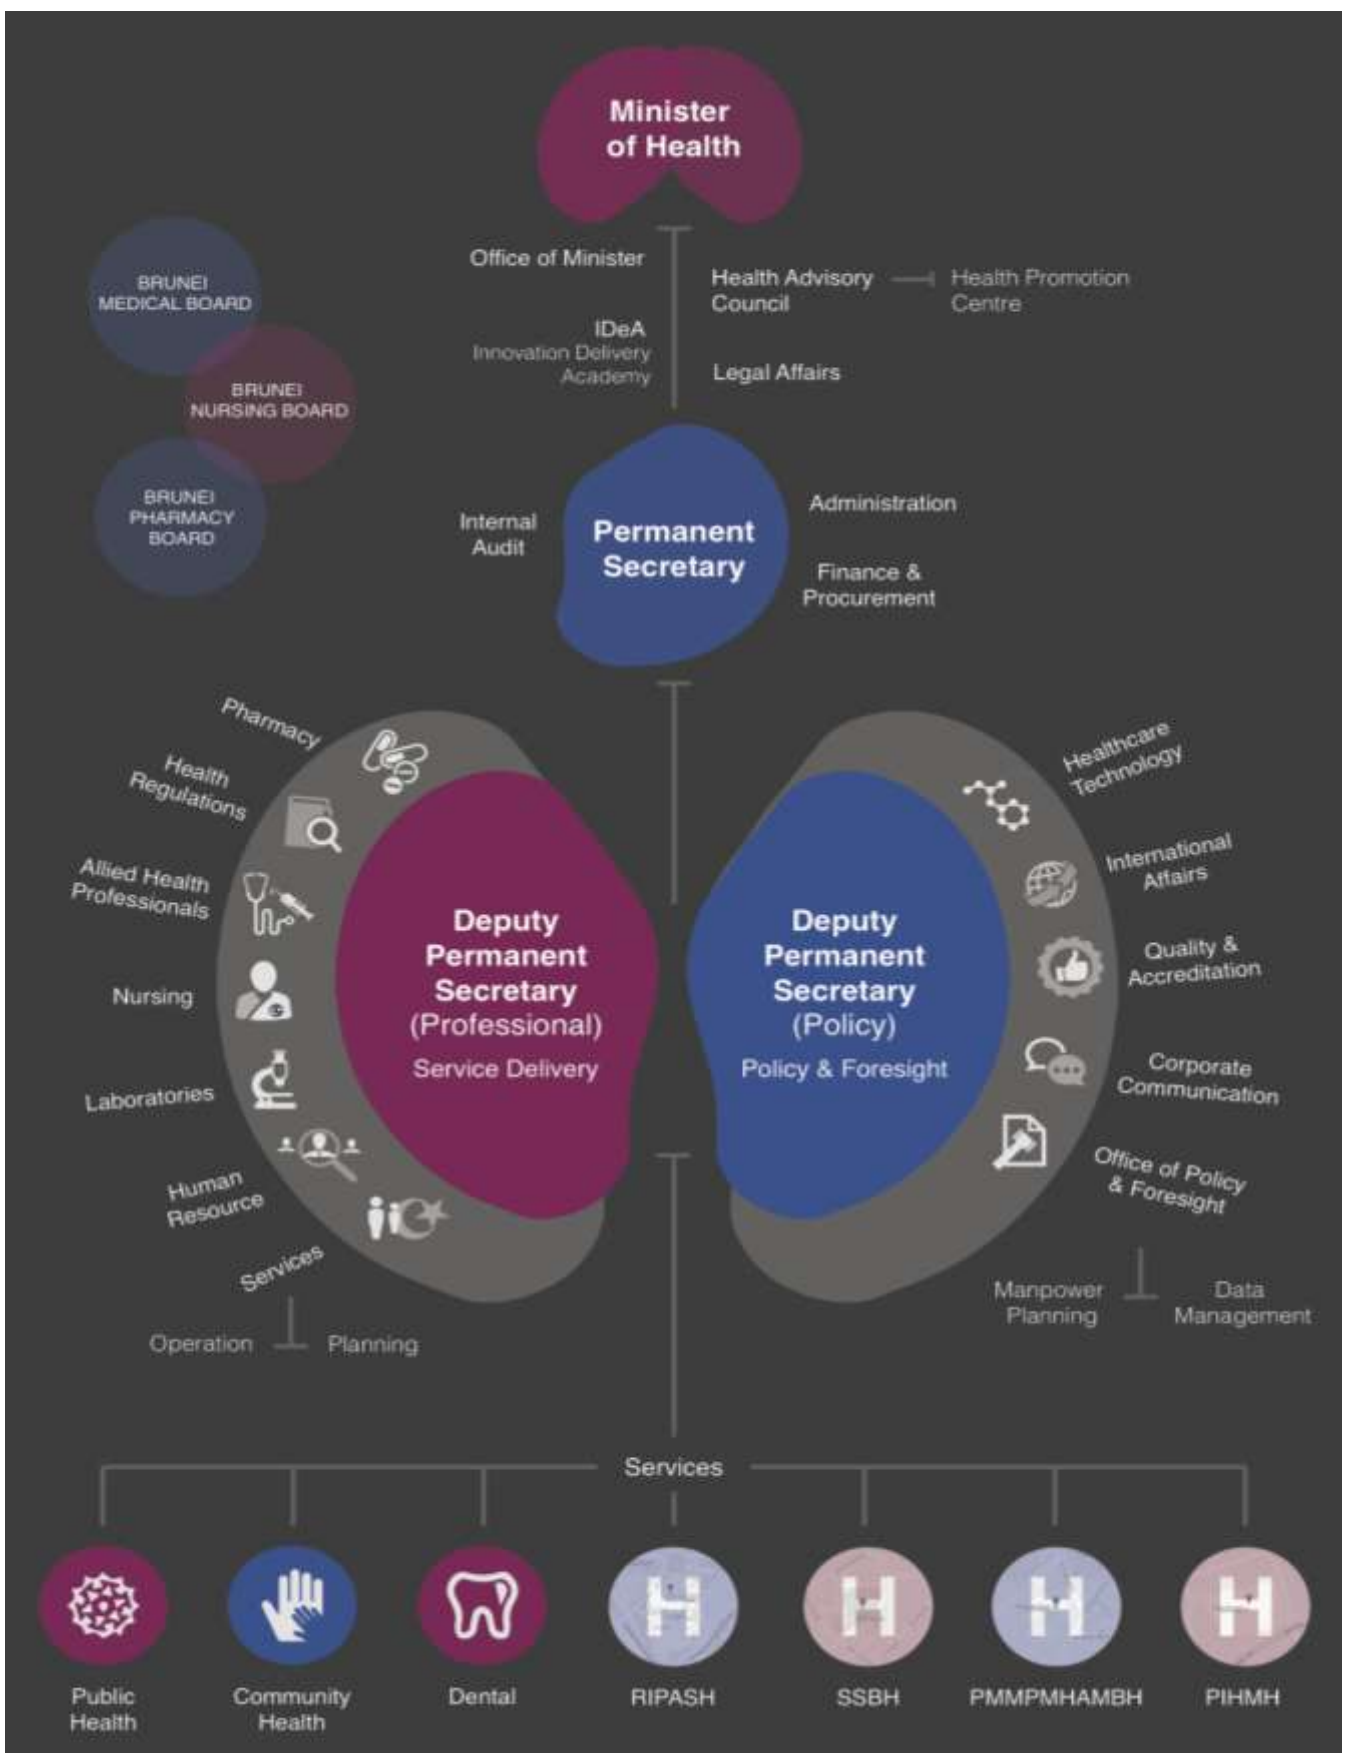 Minister
of Health
Office of Minister
Health Advisory
Council
Health Promotion
Centre
IDeA
Innovation Delivery
Academy
Legal Affairs
BRUNEI
MEDICAL BOARD
BRUNEI
NURSING BOARD
BRUNEI
PHARMACY
BOARD
Internal
Audit
Permanent
Secretary
Administration
Finance &
Procurement
Pharmacy
Health
Regulations
Allied Health
Professionals
Nursing
Laboratories
Human
Resource
Services
Operation
Planning
Deputy
Permanent
Secretary
(Professional)
Service Delivery
Deputy
Permanent
Secretary
(Policy)
Policy & Foresight
Healthcare
Technology
International
Affairs
Quality &
Accreditation
Corporate
Communication
Office of Policy
& Foresight
Manpower
Planning
Data
Management
Services
Public
Health
Community
Health
Dental
RIPASH
SSBH
PMMPMHAMBH
PIHMH